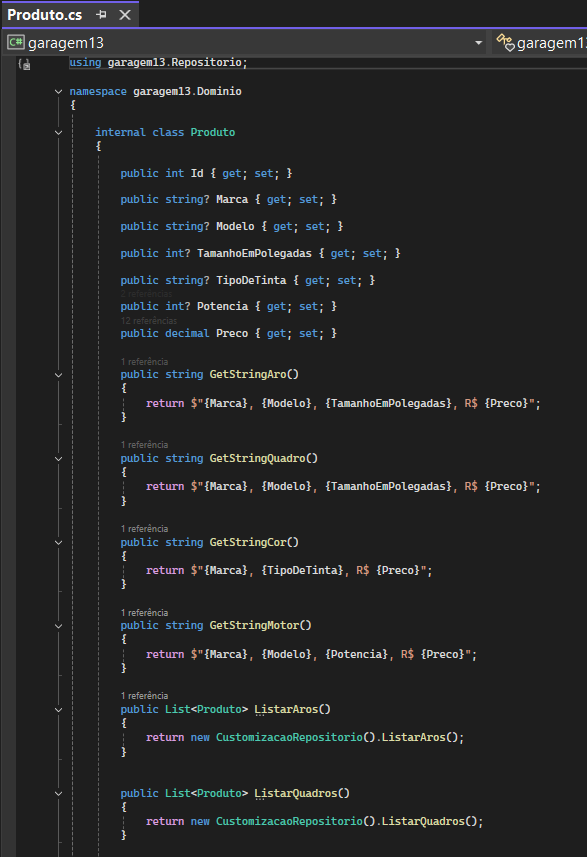 Produto.cs
C# garagem13
garagem13
using garagem13.Repositorio;
namespace garagem13.Dominio
{
internal class Produto
{
public int Id { get; set; }
public string? Marca { get; set; }
public string? Modelo { get; set; }
public int? TamanhoEmPolegadas { get; set; }
public string? TipoDeTinta { get; set; }
2 referências
public int? Potencia { get; set; }
12 referências
public decimal Preco { get; set; }
1 referência
public string GetStringAro()
{
return $"{Marca}, {Modelo}, {TamanhoEmPolegadas}, R$ {Preco}";
}
1 referência
public string GetStringQuadro()
{
return $"{Marca}, {Modelo}, {TamanhoEmPolegadas}, R$ {Preco}";
}
1 referência
public string GetStringCor()
{
return $"{Marca}, {TipoDeTinta}, R$ {Preco}";
}
1 referência
public string GetStringMotor()
{
return $"{Marca}, {Modelo}, {Potencia}, R$ {Preco}";
}
1 referência
public List<Produto> ListarAros()
{
return new CustomizacaoRepositorio().ListarAros();
}
public List<Produto> ListarQuadros()
{
return new CustomizacaoRepositorio().ListarQuadros();
}